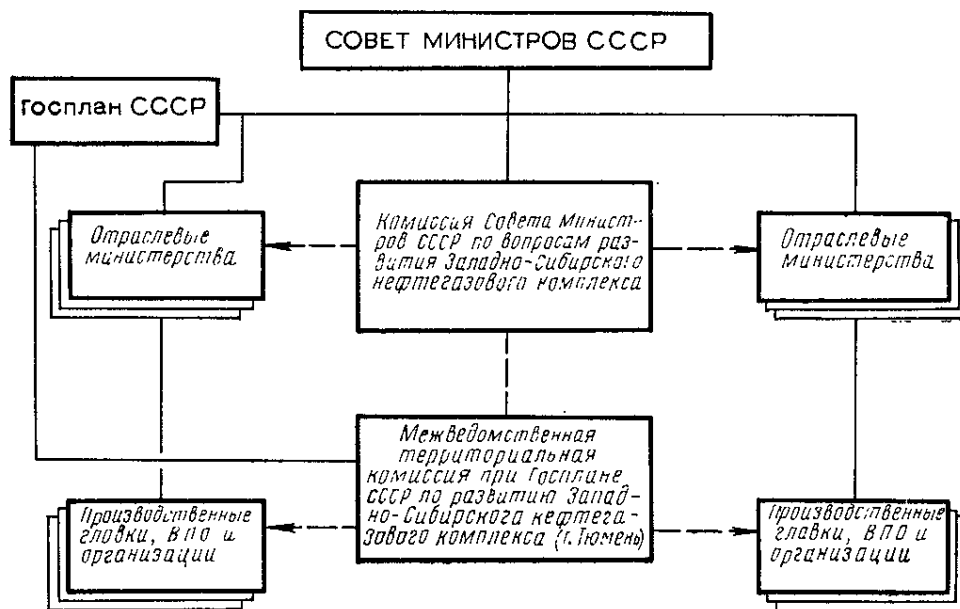 СОВЕТ МИНИСТРОВ СССР
Госплан СССР
Отраслевые
министерства
Комиссия Совета Минист-
ров СССР по вопросам раз-
вития Западно-Сибирского
нефтегазового комплекса
Отраслевые
министерства
Межведомственная
территориальная
комиссия при Госплане
СССР по развитию Запад-
но-Сибирского нефтега-
зового комплекса (г. Тюмень)
Производственные
главки, ВПО и
организации
Производственные
главки, ВПО и
организации